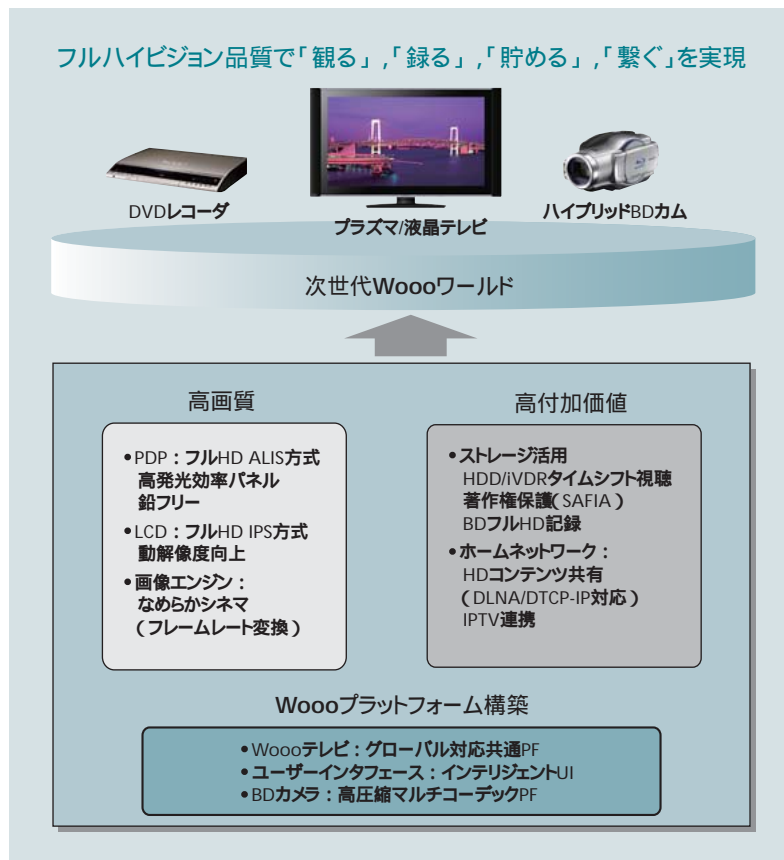 フルハイビジョン品質で「観る」,「録る」,「貯める」,「繋ぐ」を実現
DVDレコーダ
プラズマ/液晶テレビ
ハイブリッドBDカム
次世代Woooワールド
高画質
•PDP：フルHD ALIS方式
高発光効率パネル
鉛フリー
•LCD：フルHD IPS方式
動解像度向上
•画像エンジン：
なめらかシネマ
（フレームレート変換）
高付加価値
•ストレージ活用
HDD/iVDRタイムシフト視聴
著作権保護（SAFIA）
BDフルHD記録
•ホームネットワーク：
HDコンテンツ共有
（DLNA/DTCP-IP対応）
IPTV連携
Woooプラットフォーム構築
•Woooテレビ：グローバル対応共通PF
•ユーザーインタフェース：インテリジェントUI
•BDカメラ：高圧縮マルチコーデックPF